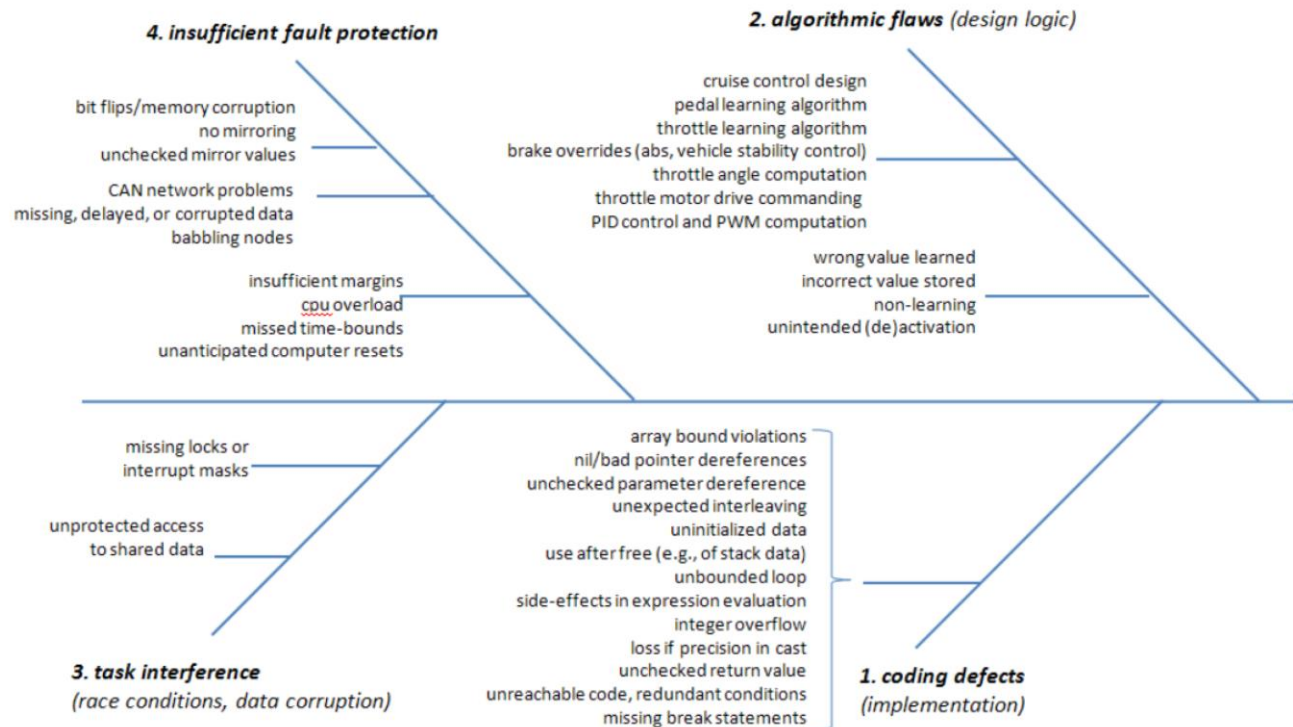 4. insufficient fault protection
bit flips/memory corruption
no mirroring
unchecked mirror values
CAN network problems
missing, delayed, or corrupted data
babbling nodes
insufficient margins
cpu overload
missed time-bounds
unanticipated computer resets
2. algorithmic flaws (design logic)
cruise control design
pedal learning algorithm
throttle learning algorithm
brake overrides (abs, vehicle stability control)
throttle angle computation
throttle motor drive commanding
PID control and PWM computation
wrong value learned
incorrect value stored
non-learning
unintended (de)activation
missing locks or
interrupt masks
unprotected access
to shared data
3. task interference
(race conditions, data corruption)
array bound violations
nil/bad pointer dereferences
unchecked parameter dereference
unexpected interleaving
uninitialized data
use after free (e.g., of stack data)
unbounded loop
side-effects in expression evaluation
integer overflow
loss if precision in cast
unchecked return value
unreachable code, redundant conditions
missing break statements
1. coding defects
(implementation)